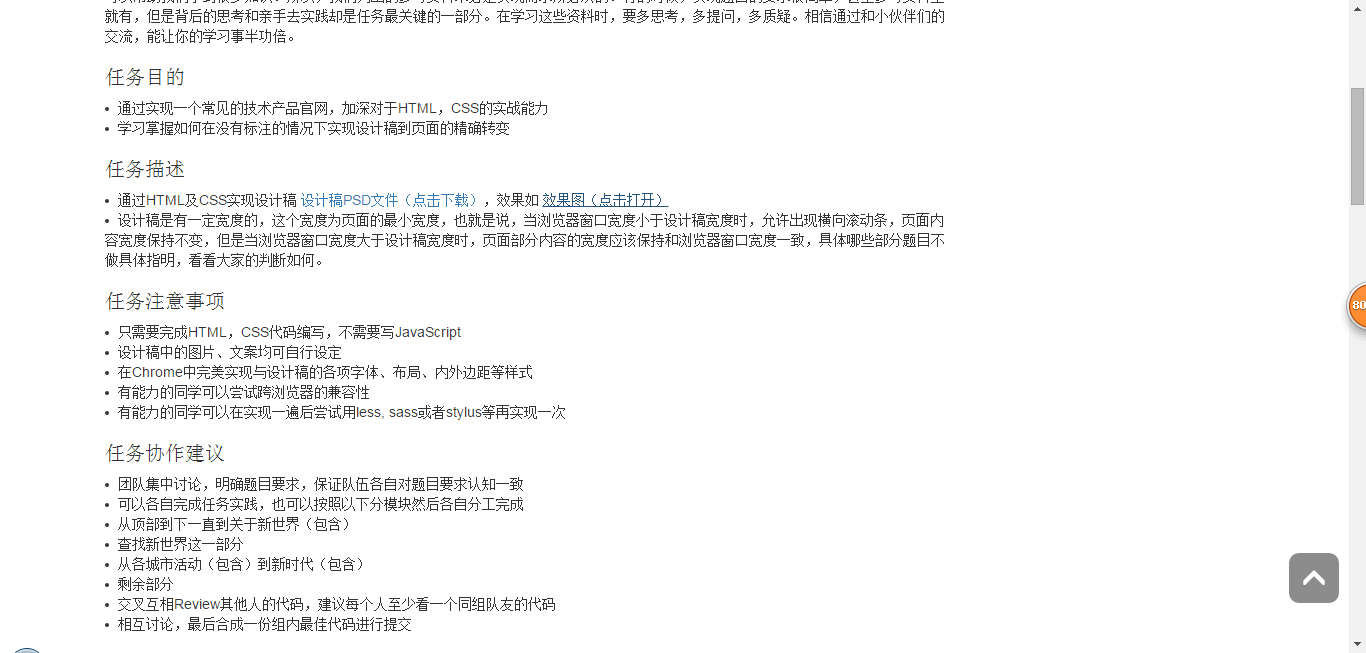 就有，但是背后的思考和亲手去实践却是任务最关键的一部分。在学习这些资料时，要多思考，多提问，多质疑。相信通过和小伙伴们的
交流，能让你的学习事半功倍。
任务目的
• 通过实现一个常见的技术产品官网，加深对于HTML，CSS的实战能力
• 学习掌握如何在没有标注的情况下实现设计稿到页面的精确转变
任务描述
• 通过HTML及CSS实现设计稿 设计稿PSD文件（点击下载），效果如 效果图（点击打开）
• 设计稿是有一定宽度的，这个宽度为页面的最小宽度，也就是说，当浏览器窗口宽度小于设计稿宽度时，允许出现横向滚动条，页面内
容宽度保持不变，但是当浏览器窗口宽度大于设计稿宽度时，页面部分内容的宽度应该保持和浏览器窗口宽度一致，具体哪些部分题目不
做具体指明，看看大家的判断如何。
任务注意事项
• 只需要完成HTML，CSS代码编写，不需要写JavaScript
• 设计稿中的图片、文案均可自行设定
• 在Chrome中完美实现与设计稿的各项字体、布局、内外边距等样式
• 有能力的同学可以尝试跨浏览器的兼容性
• 有能力的同学可以在实现一遍后尝试用less, sass或者stylus等再实现一次
任务协作建议
• 团队集中讨论，明确题目要求，保证队伍各自对题目要求认知一致
• 可以各自完成任务实践，也可以按照以下分模块然后各自分工完成
• 从顶部到下一直到关于新世界（包含）
• 查找新世界这一部分
• 从各城市活动（包含）到新时代（包含）
• 剩余部分
• 交叉互相Review其他人的代码，建议每个人至少看一个同组队友的代码
• 相互讨论，最后合成一份组内最佳代码进行提交
80